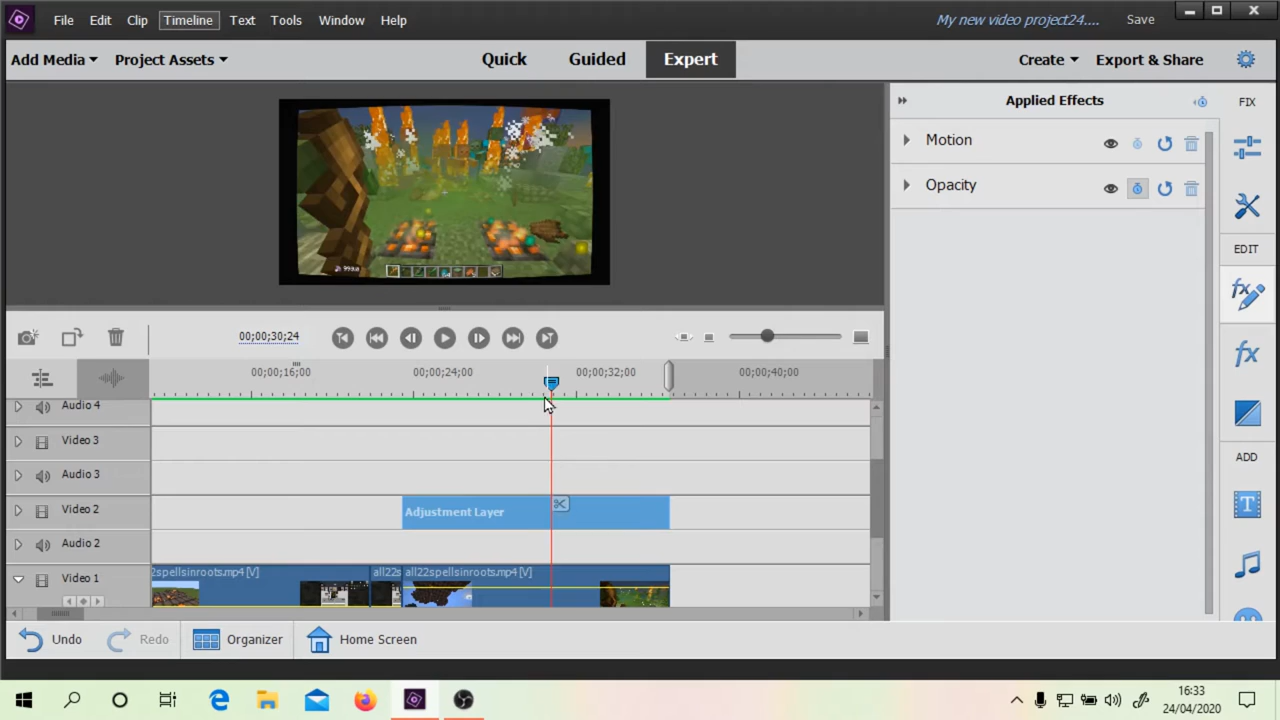 File Edit Clip Timeline Text Tools Window Help
My new video project24....
Save
Add Media
Project Assets
Quick
Guided
Expert
Create
Export & Share
Applied Effects
FIX
Motion
Opacity
EDIT
ADD
00;00;30;24
00;00;16;00
00;00;24;00
00;00;32;00
00;00;40;00
Audio 4
Video 3
Audio 3
Video 2
Adjustment Layer
Audio 2
Video 1
2spellsinroots.mp4 [V]
all22s
all22spellsinroots.mp4 [V]
Undo
Redo
Organizer
Home Screen
16:33
24/04/2020